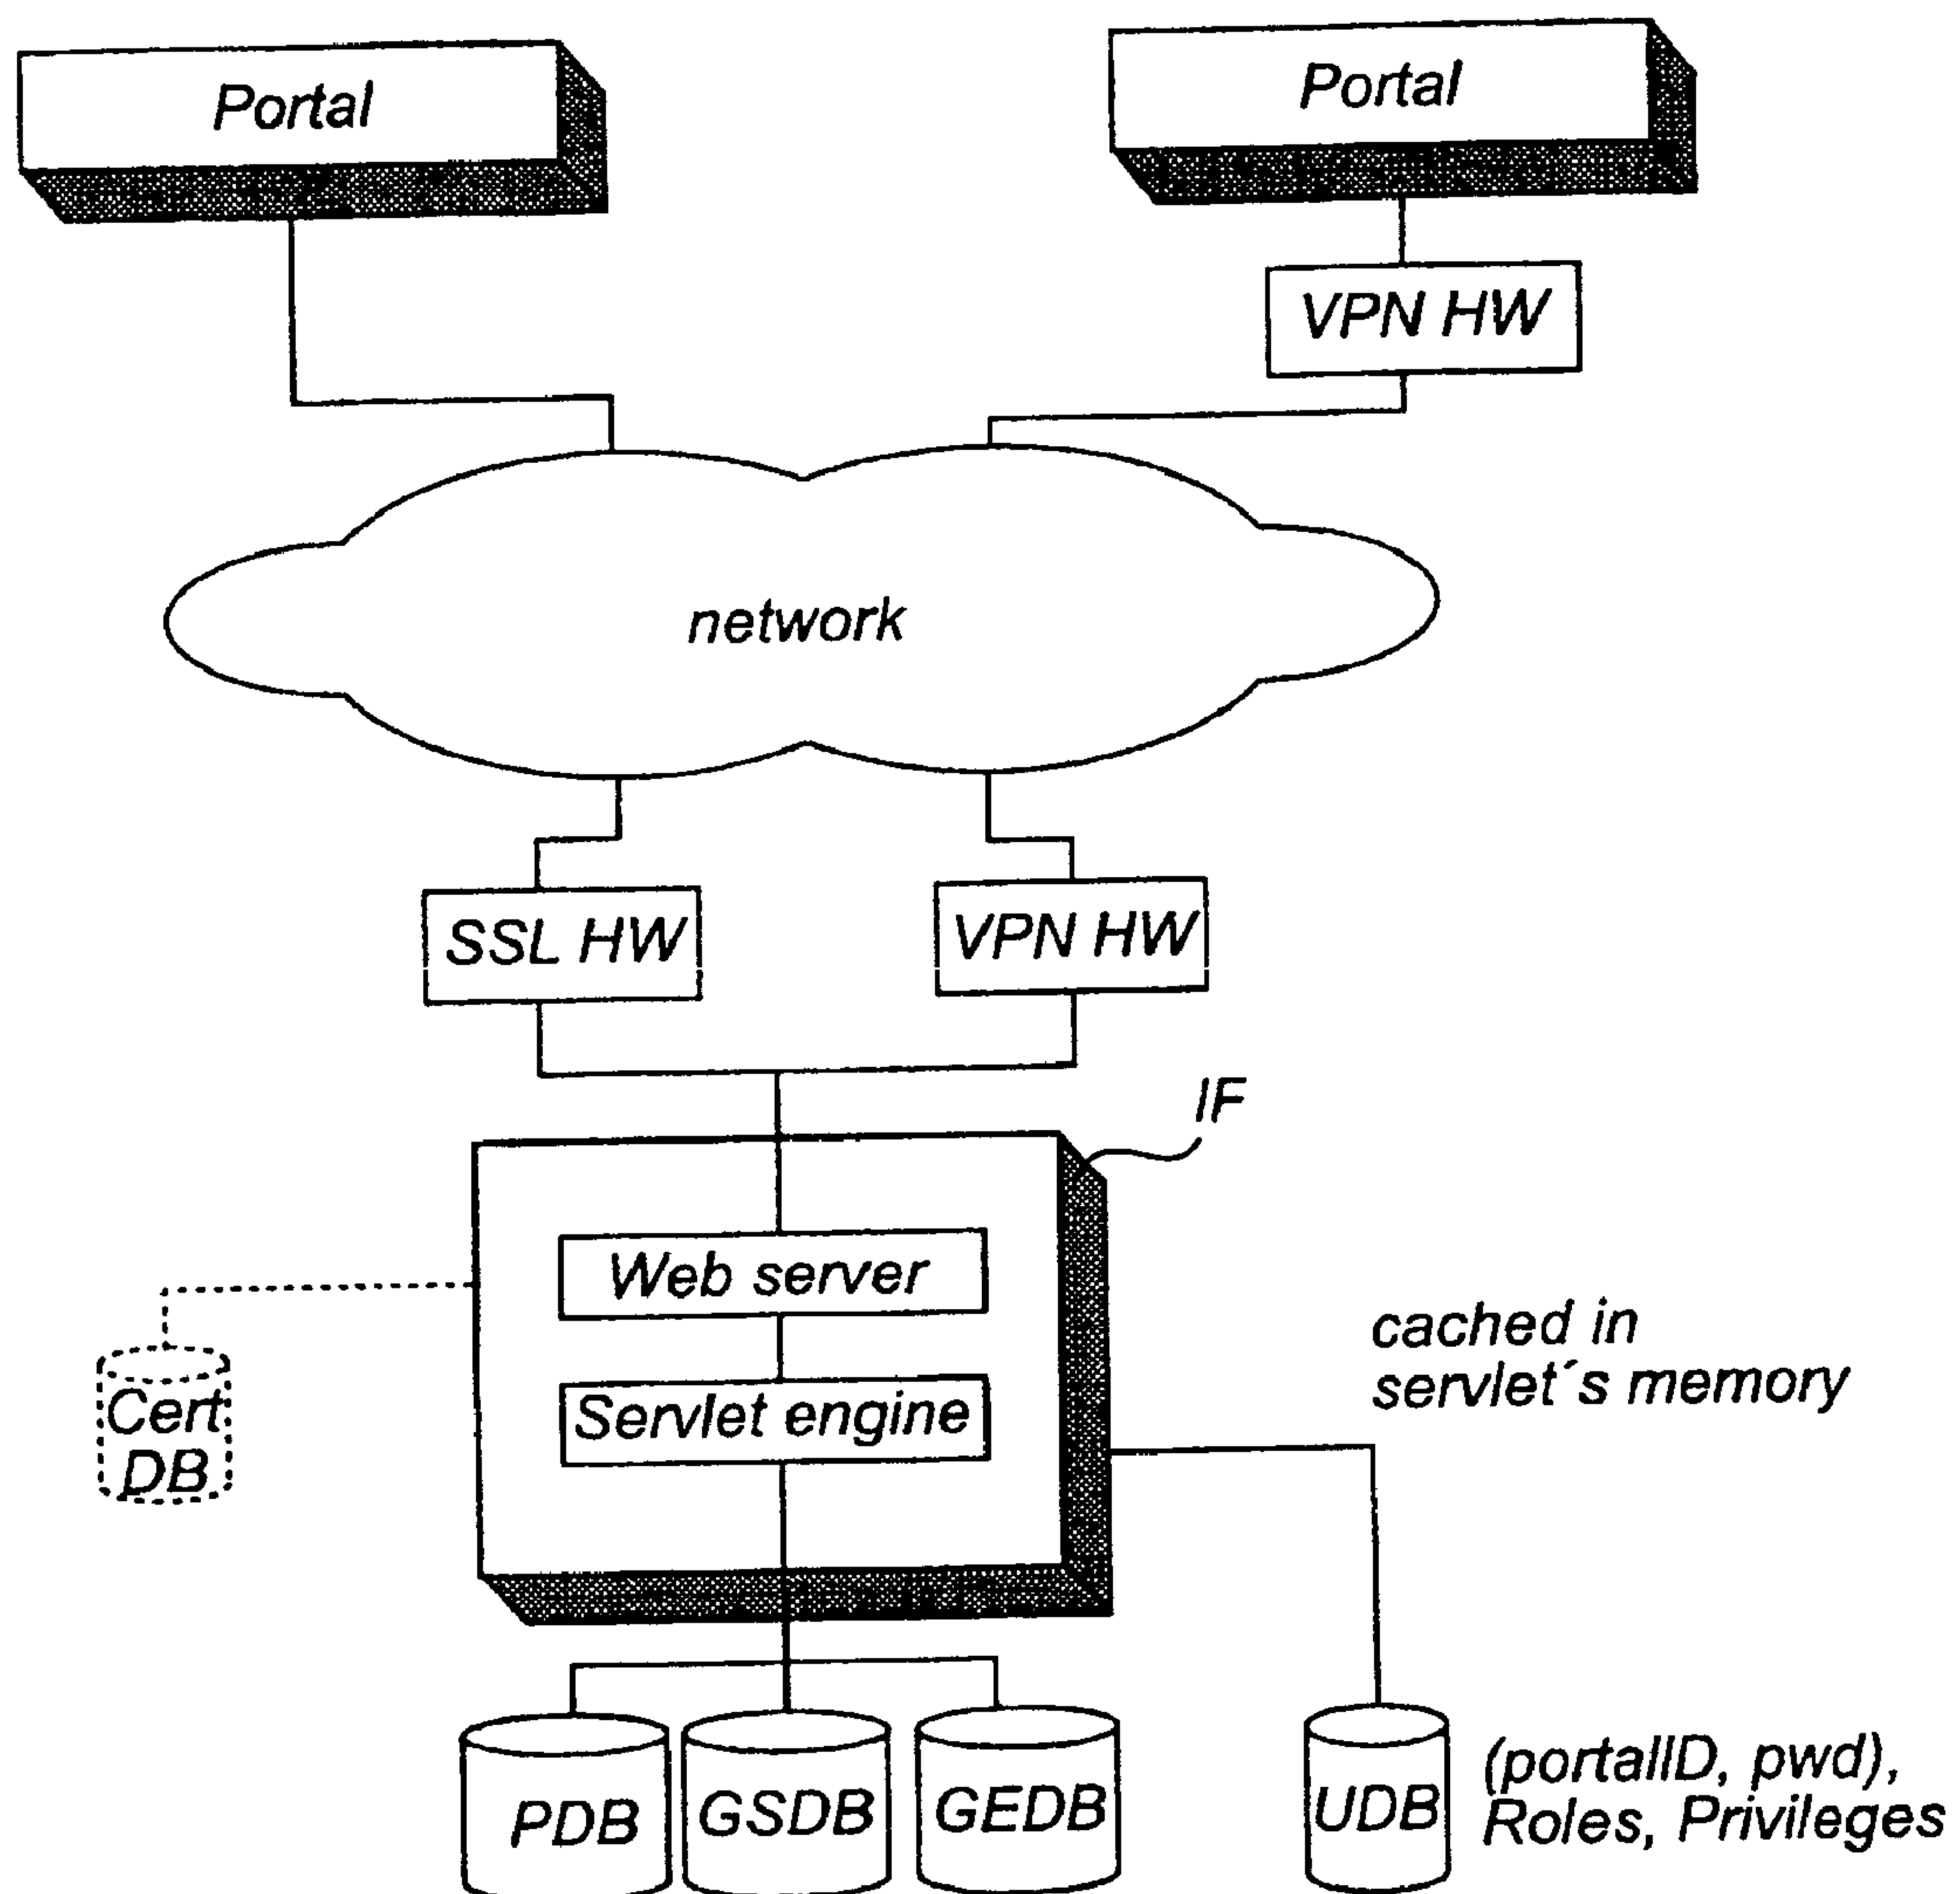 Portal
Portal
VPN HW
network
SSL HW
VPN HW
IF
Web server
cached in
servlet´s memory
Servlet engine
Cert
DB
PDB
GSDB
GEDB
UDB
(portalID, pwd),
Roles, Privileges